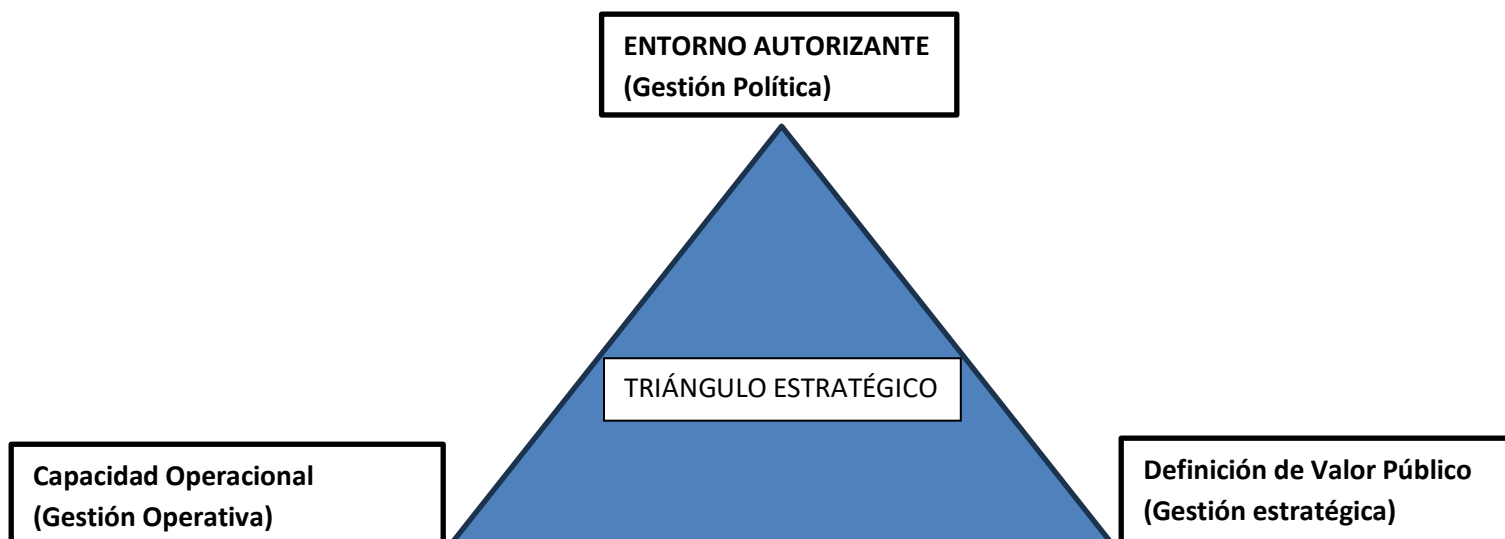 ENTORNO AUTORIZANTE
(Gestión Política)
TRIÁNGULO ESTRATÉGICO
Capacidad Operacional
(Gestión Operativa)
Definición de Valor Público
(Gestión estratégica)